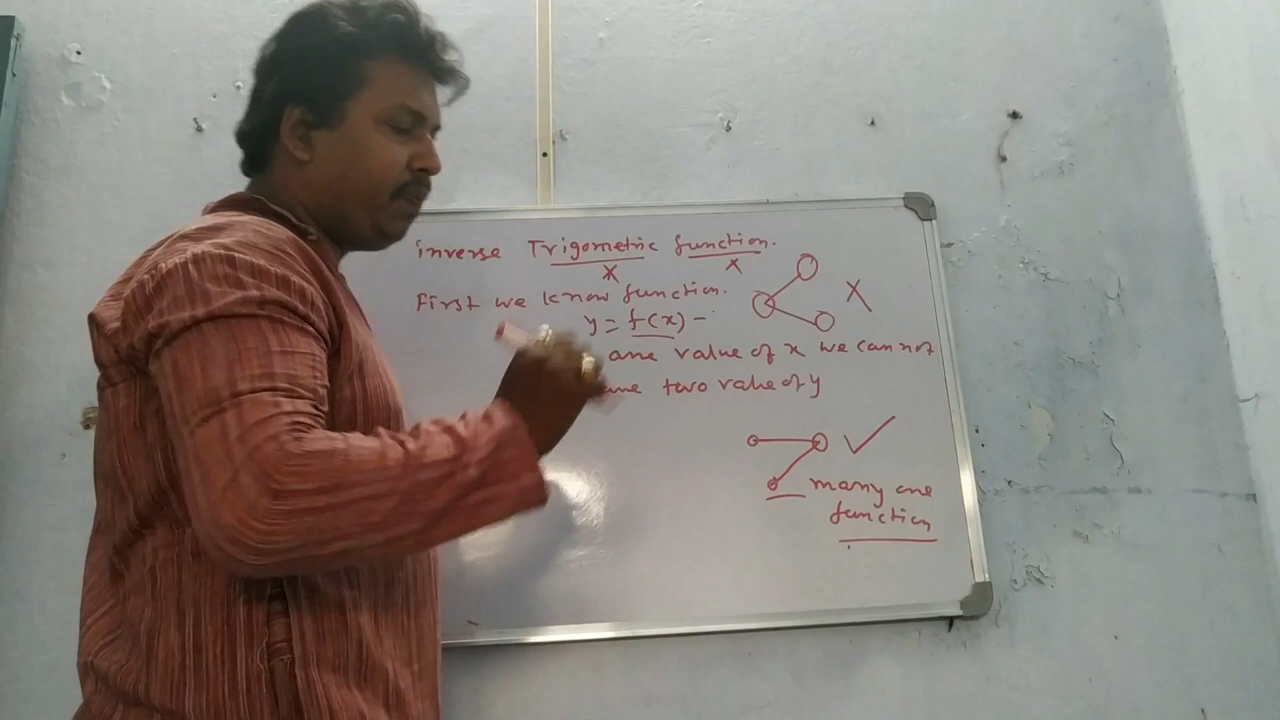 inverse Trigometric function.
First we know function.
y = f(x) -
one value of x we can not
two value of y
many one
function